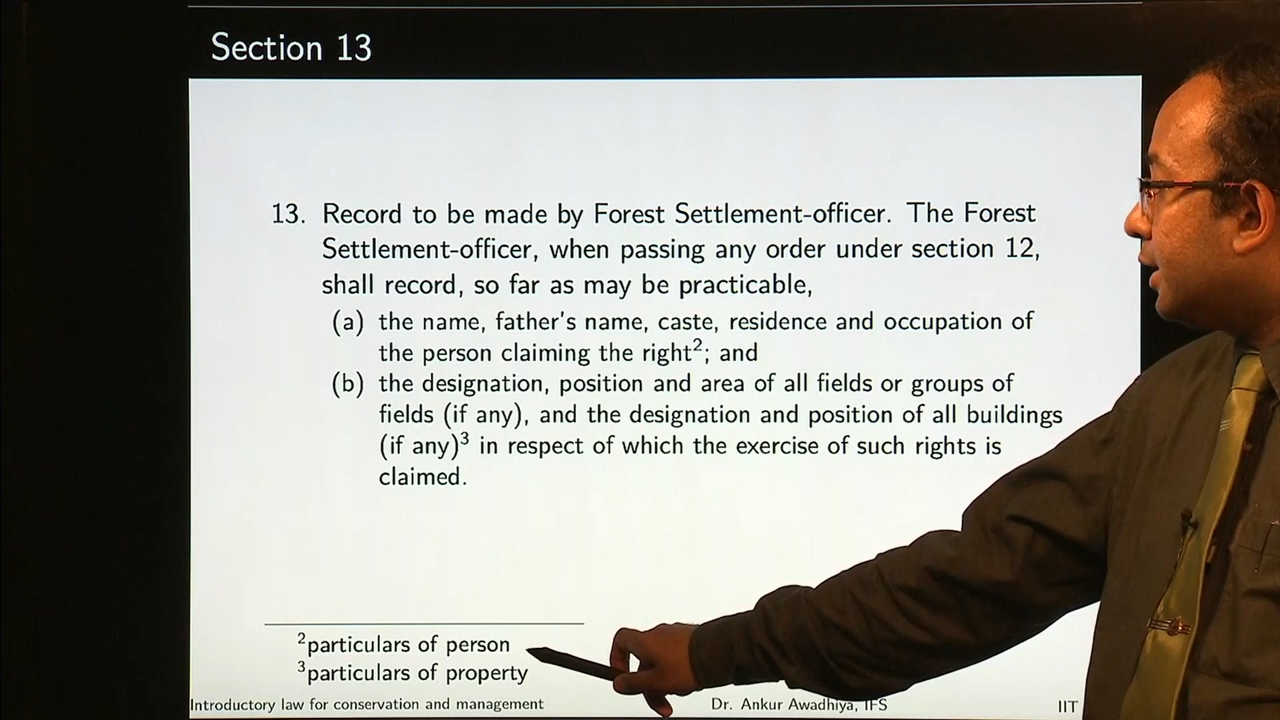 Section 13
13. Record to be made by Forest Settlement-officer. The Forest
Settlement-officer, when passing any order under section 12,
shall record, so far as may be practicable,
(a) the name, father's name, caste, residence and occupation of
the person claiming the right²; and
(b) the designation, position and area of all fields or groups of
fields (if any), and the designation and position of all buildings
(if any)³ in respect of which the exercise of such rights is
claimed.
²particulars of person
³particulars of property
Introductory law for conservation and management Dr. Ankur Awadhiya, IFS IIT